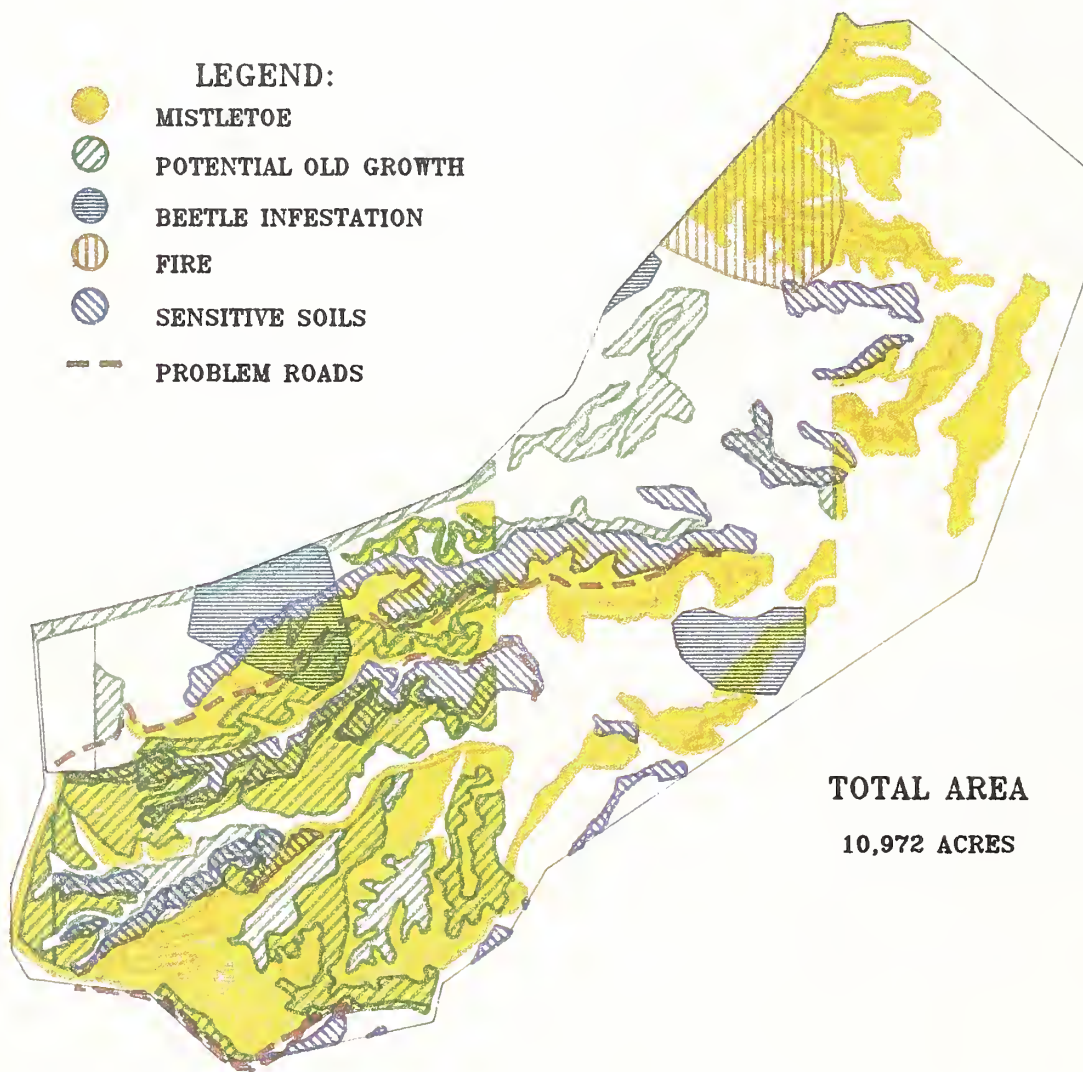 LEGEND:
MISTLETOE
POTENTIAL OLD GROWTH
BEETLE INFESTATION
FIRE
SENSITIVE SOILS
PROBLEM ROADS
TOTAL AREA
10,972 ACRES